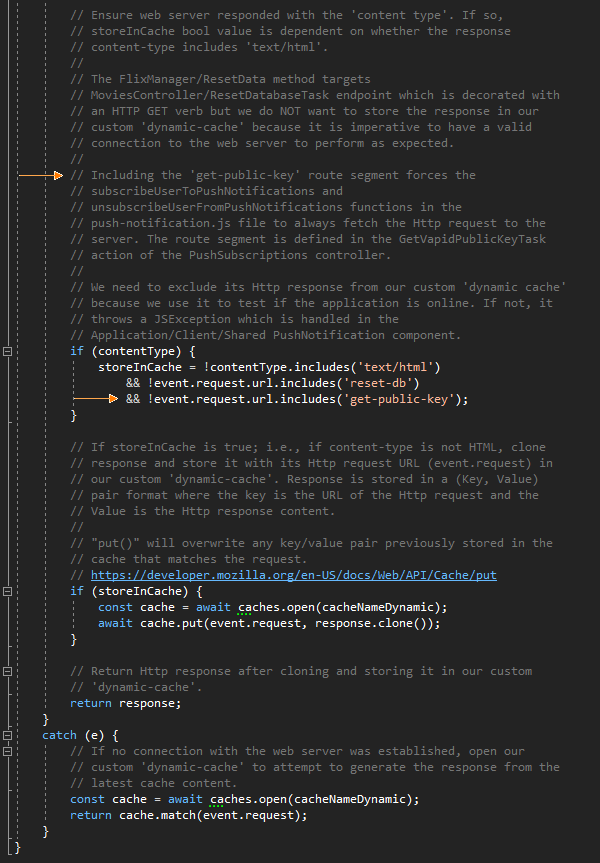 // Ensure web server responded with the 'content type'. If so,
// storeInCache bool value is dependent on whether the response
// content-type includes 'text/html'.
//
// The FlixManager/ResetData method targets
// MoviesController/ResetDatabaseTask endpoint which is decorated with
// an HTTP GET verb but we do NOT want to store the response in our
// custom 'dynamic-cache' because it is imperative to have a valid
// connection to the web server to perform as expected.
//
// Including the 'get-public-key' route segment forces the
// subscribeUserToPushNotifications and
// unsubscribeUserFromPushNotifications functions in the
// push-notification.js file to always fetch the Http request to the
// server. The route segment is defined in the GetVapidPublicKeyTask
// action of the PushSubscriptions controller.
//
// We need to exclude its Http response from our custom 'dynamic cache'
// because we use it to test if the application is online. If not, it
// throws a JSException which is handled in the
// Application/Client/Shared PushNotification component.
if (contentType) {
storeInCache = !contentType.includes('text/html')
&& !event.request.url.includes('reset-db')
&& !event.request.url.includes('get-public-key');
}
// If storeInCache is true; i.e., if content-type is not HTML, clone
// response and store it with its Http request URL (event.request) in
// our custom 'dynamic-cache'. Response is stored in a (Key, Value)
// pair format where the key is the URL of the Http request and the
// Value is the Http response content.
//
// "put()" will overwrite any key/value pair previously stored in the
// cache that matches the request.
// https://developer.mozilla.org/en-US/docs/Web/API/Cache/put
if (storeInCache) {
const cache = await caches.open(cacheNameDynamic);
await cache.put(event.request, response.clone());
}
// Return Http response after cloning and storing it in our custom
// 'dynamic-cache'.
return response;
}
catch (e) {
// If no connection with the web server was established, open our
// custom 'dynamic-cache' to attempt to generate the response from the
// latest cache content.
const cache = await caches.open(cacheNameDynamic);
return cache.match(event.request);
}
}